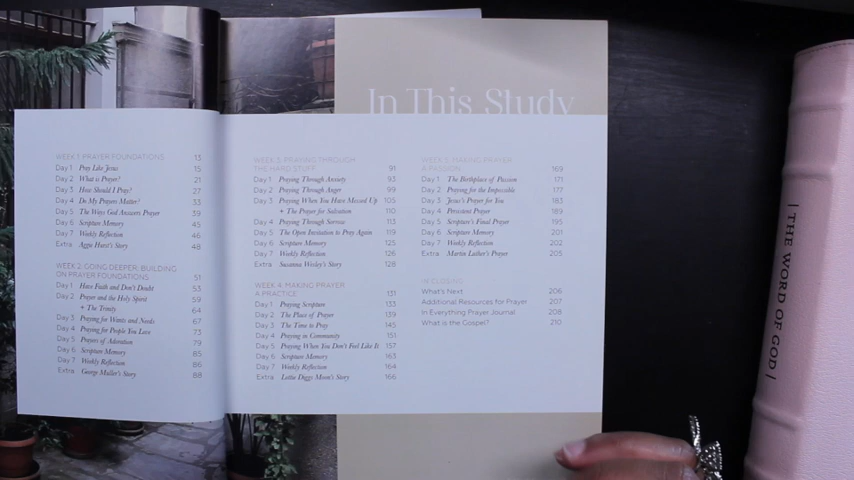 In This Study
WEEK 1: PRAYER FOUNDATIONS 13
Day 1 Pray Like Jesus 15
Day 2 What is Prayer? 21
Day 3 How Should I Pray? 27
Day 4 Do My Prayers Matter? 33
Day 5 The Ways God Answers Prayer 39
Day 6 Scripture Memory 45
Day 7 Weekly Reflection 46
Extra Aggu Hurst's Story 48
WEEK 2: GOING DEEPER: BUILDING
ON PRAYER FOUNDATIONS 51
Day 1 Have Faith and Don't Doubt 53
Day 2 Prayer and the Holy Spirit 59
+ The Trinity 64
Day 3 Praying for Wants and Needs 67
Day 4 Praying for People You Love 73
Day 5 Prayers of Adoration 79
Day 6 Scripture Memory 85
Day 7 Weekly Reflection 86
Extra George Muller's Story 88
WEEK 3: PRAYING THROUGH
THE HARD STUFF 91
Day 1 Praying Through Anxiety 93
Day 2 Praying Through Anger 99
Day 3 Praying When You Have Messed Up 105
+ The Prayer for Salvation 110
Day 4 Praying Through Sorrow 113
Day 5 The Open Invitation to Pray Again 119
Day 6 Scripture Memory 125
Day 7 Weekly Reflection 126
Extra Susanna Wesley's Story 128
WEEK 4: MAKING PRAYER
A PRACTICE 131
Day 1 Praying Scripture 133
Day 2 The Place of Prayer 139
Day 3 The Time to Pray 145
Day 4 Praying in Community 151
Day 5 Praying When You Don't Feel Like It 157
Day 6 Scripture Memory 163
Day 7 Weekly Reflection 164
Extra Lottie Diggs Moon's Story 166
WEEK 5: MAKING PRAYER
A PASSION 169
Day 1 The Birthplace of Passion 171
Day 2 Praying for the Impossible 177
Day 3 Jesus's Prayer for You 183
Day 4 Persistent Prayer 189
Day 5 Scripture's Final Prayer 195
Day 6 Scripture Memory 201
Day 7 Weekly Reflection 202
Extra Martin Luther's Prayer 205
IN CLOSING
What's Next 206
Additional Resources for Prayer 207
In Everything Prayer Journal 208
What is the Gospel? 210
| THE WORD OF GOD |